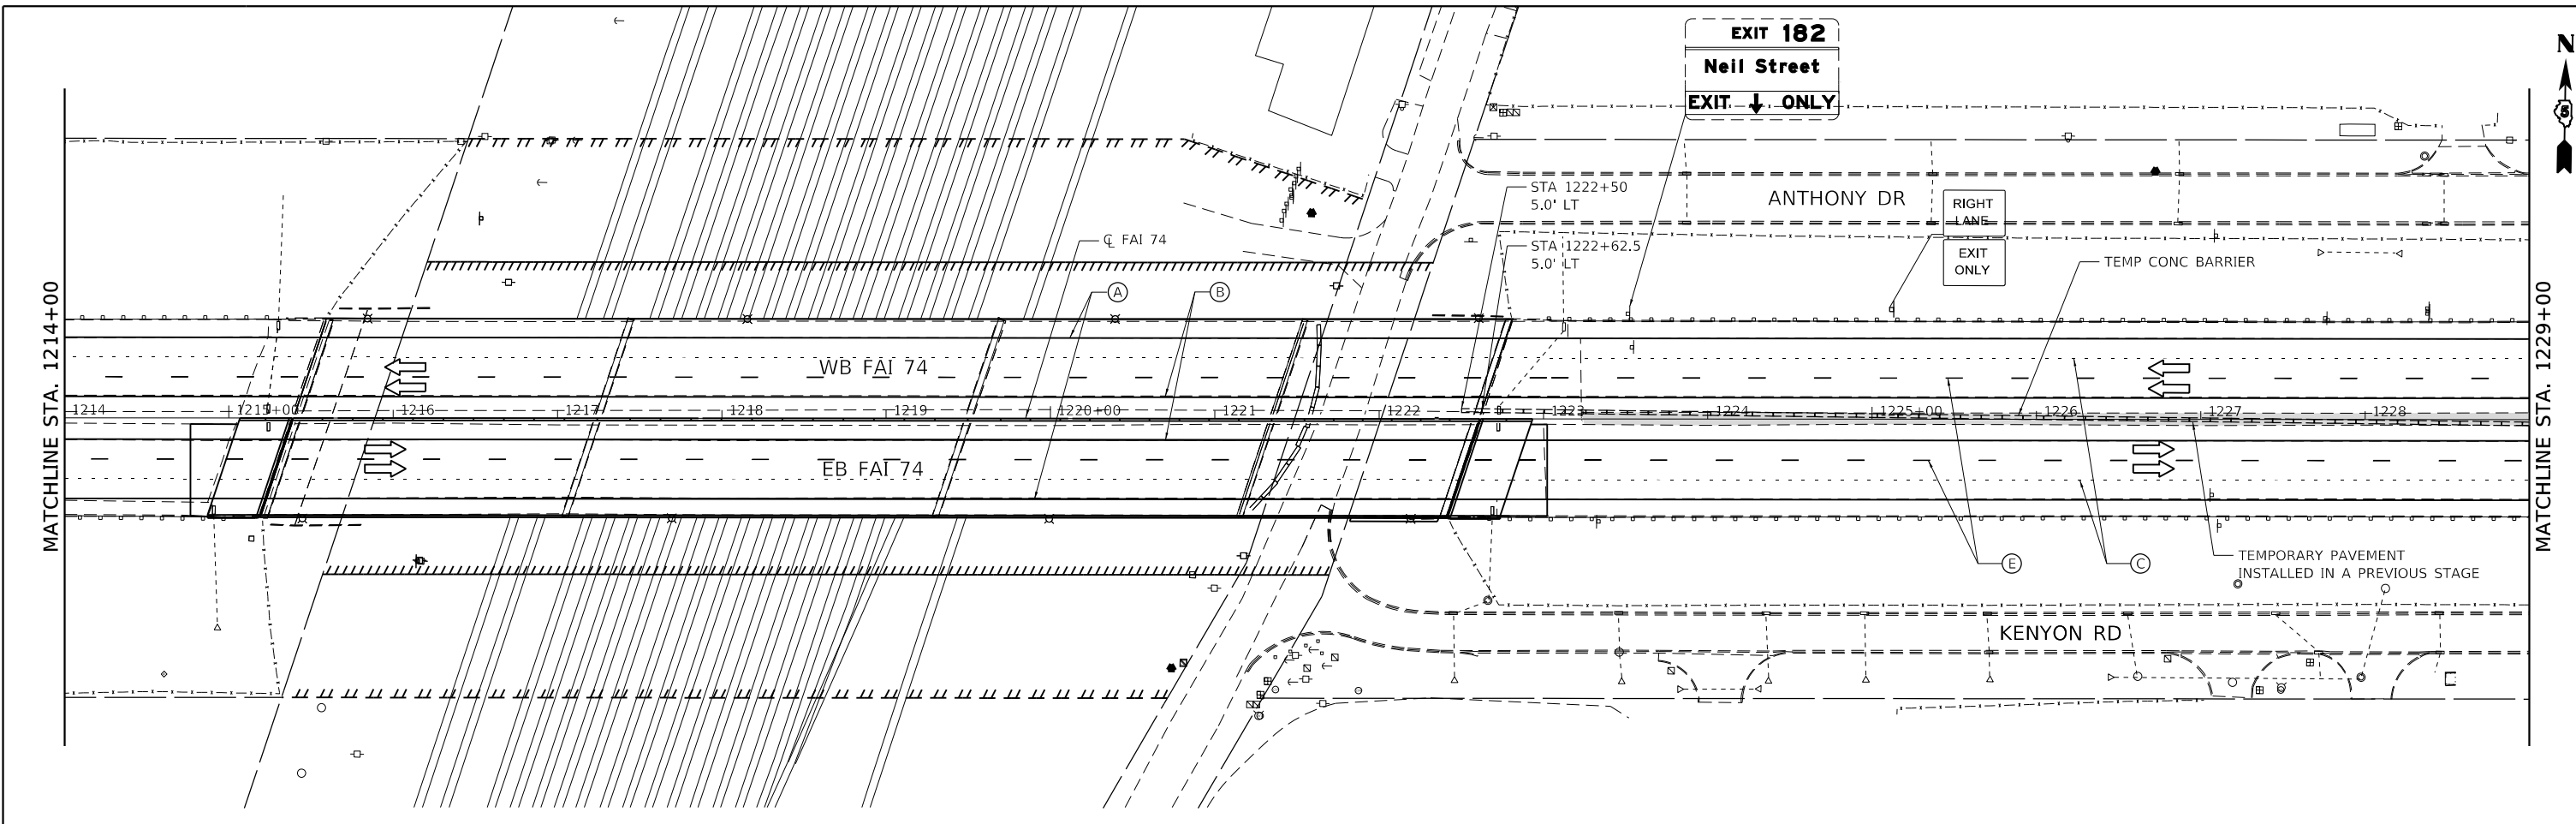 EXIT 182
Neil Street
EXIT ↓ ONLY
N
STA 1222+50
5.0' LT
ANTHONY DR
RIGHT
LANE
EXIT
ONLY
STA 1222+62.5
5.0' LT
℄ FAI 74
TEMP CONC BARRIER
A
B
MATCHLINE STA. 1214+00
WB FAI 74
1214
1215+00
1216
1217
1218
1219
1220+00
1221
1222
1223
1224
1225+00
1226
1227
1228
MATCHLINE STA. 1229+00
EB FAI 74
E
C
TEMPORARY PAVEMENT
INSTALLED IN A PREVIOUS STAGE
KENYON RD